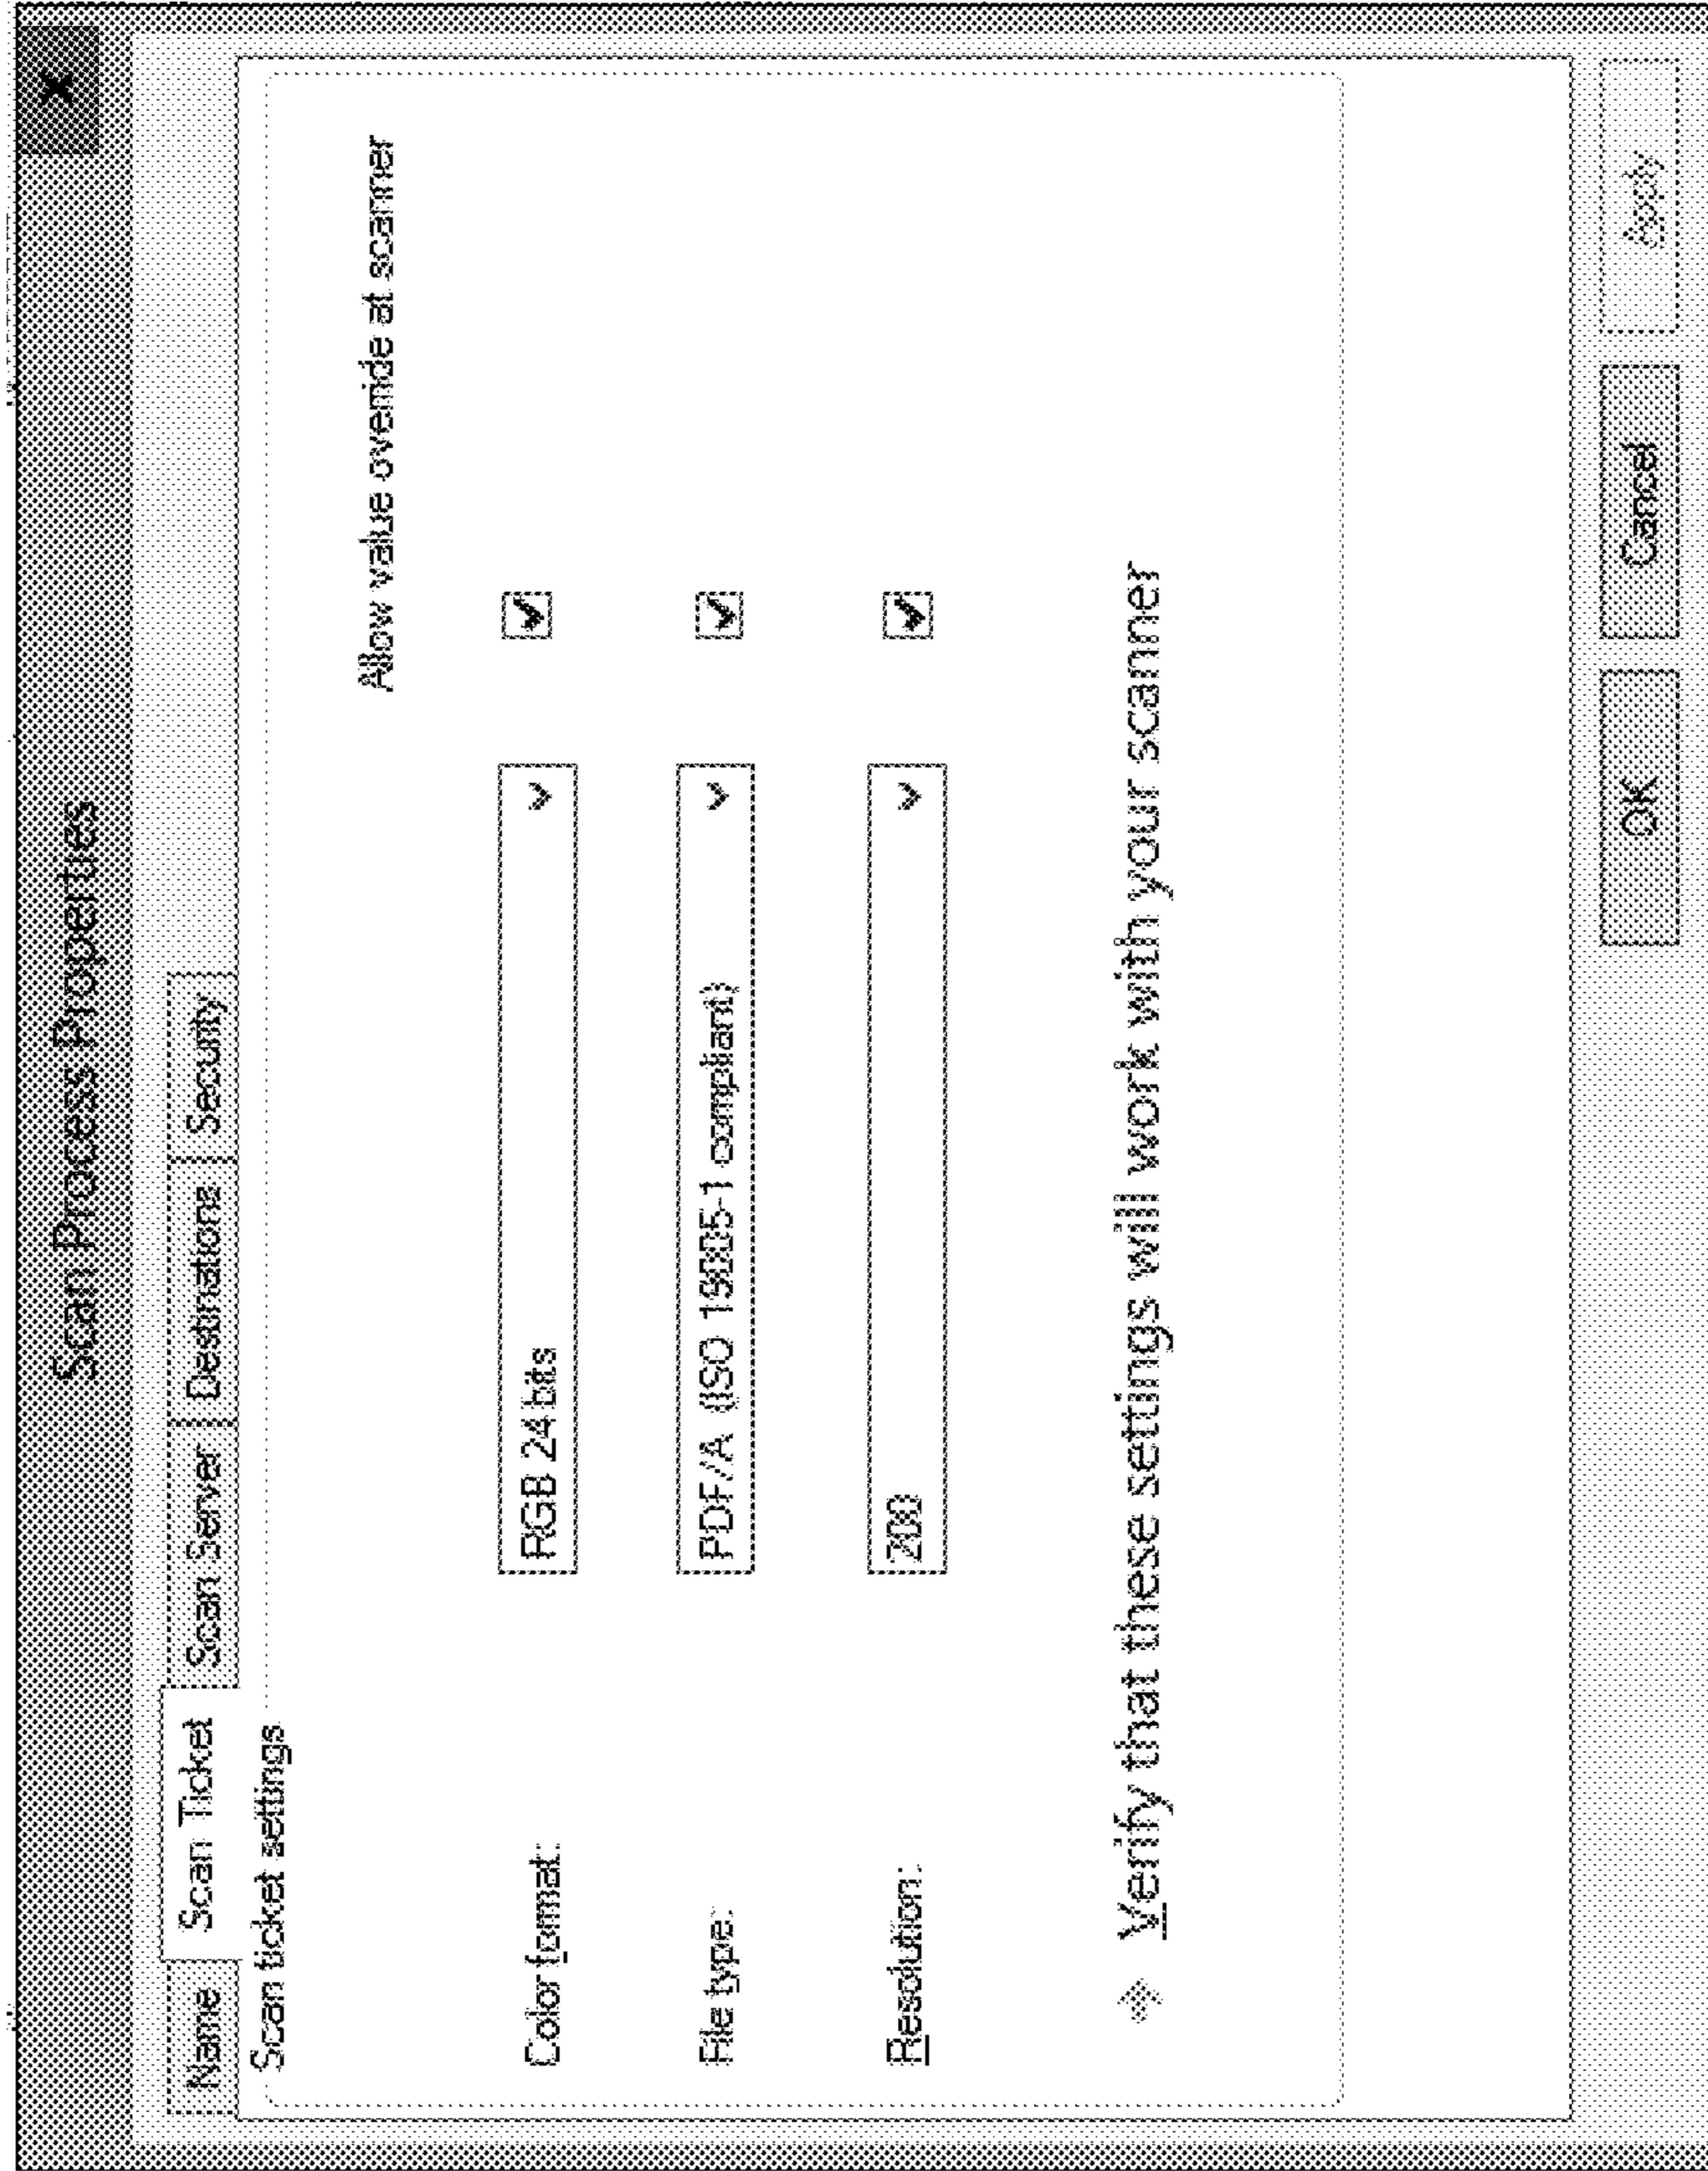 Scan Process Properties
x
Name Scan Ticket Scan Server Destinations Security
Scan ticket settings
Allow value override at scanner
Color format: RGB 24 bits
File type: PDF/A (ISO 19005-1 compliant)
Resolution: 200
Verify that these settings will work with your scanner
OK Cancel Apply